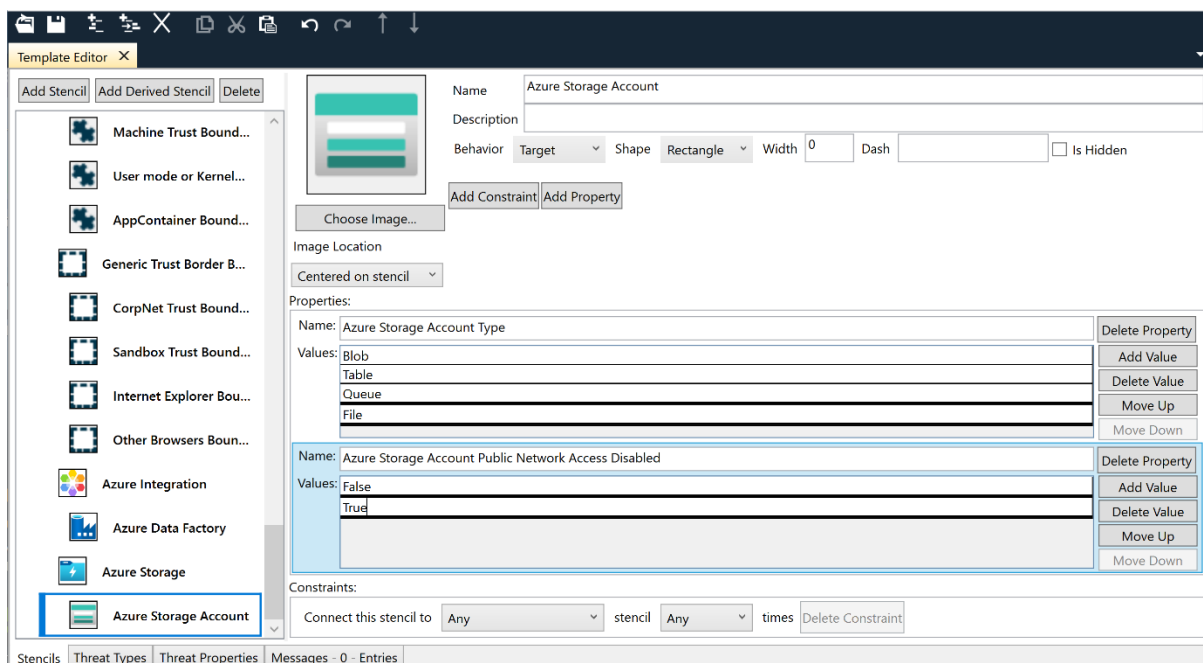 Template Editor X
Add Stencil Add Derived Stencil Delete
Machine Trust Bound...
User mode or Kernel...
AppContainer Bound...
Generic Trust Border B...
CorpNet Trust Bound...
Sandbox Trust Bound...
Internet Explorer Bou...
Other Browsers Boun...
Azure Integration
Azure Data Factory
Azure Storage
Azure Storage Account
Choose Image...
Image Location
Centered on stencil
Name Azure Storage Account
Description
Behavior Target Shape Rectangle Width 0 Dash Is Hidden
Add Constraint Add Property
Properties:
Name: Azure Storage Account Type Delete Property
Values: Blob Add Value
Table
Delete Value
Queue
Move Up
File
Move Down
Name: Azure Storage Account Public Network Access Disabled Delete Property
Values: False Add Value
True Delete Value
Move Up
Move Down
Constraints:
Connect this stencil to Any stencil Any times Delete Constraint
Stencils Threat Types Threat Properties Messages - 0 - Entries